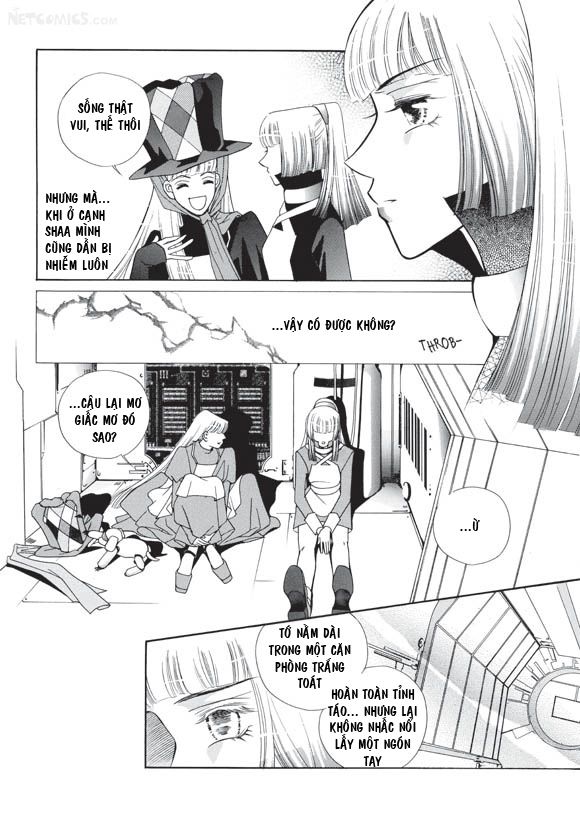 NETCOMICS.COM
SỐNG THẬT
VUI, THẾ THÔI
NHƯNG MÀ...
KHI Ở CẠNH
SHAA MÌNH
CŨNG DẦN BỊ
NHIỄM LUÔN
...VẬY CÓ ĐƯỢC KHÔNG?
THROB-
...CẬU LẠI MƠ
GIẤC MƠ ĐÓ
SAO?
...Ừ
TỚ NẰM DÀI
TRONG MỘT CĂN
PHÒNG TRẮNG
TOÁT
HOÀN TOÀN TỈNH
TÁO... NHƯNG LẠI
KHÔNG NHẤC NỔI
LẤY MỘT NGÓN
TAY